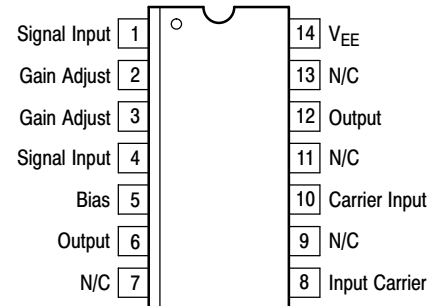 Signal Input 1 14 VEE
Gain Adjust 2 13 N/C
Gain Adjust 3 12 Output
Signal Input 4 11 N/C
Bias 5 10 Carrier Input
Output 6 9 N/C
N/C 7 8 Input Carrier